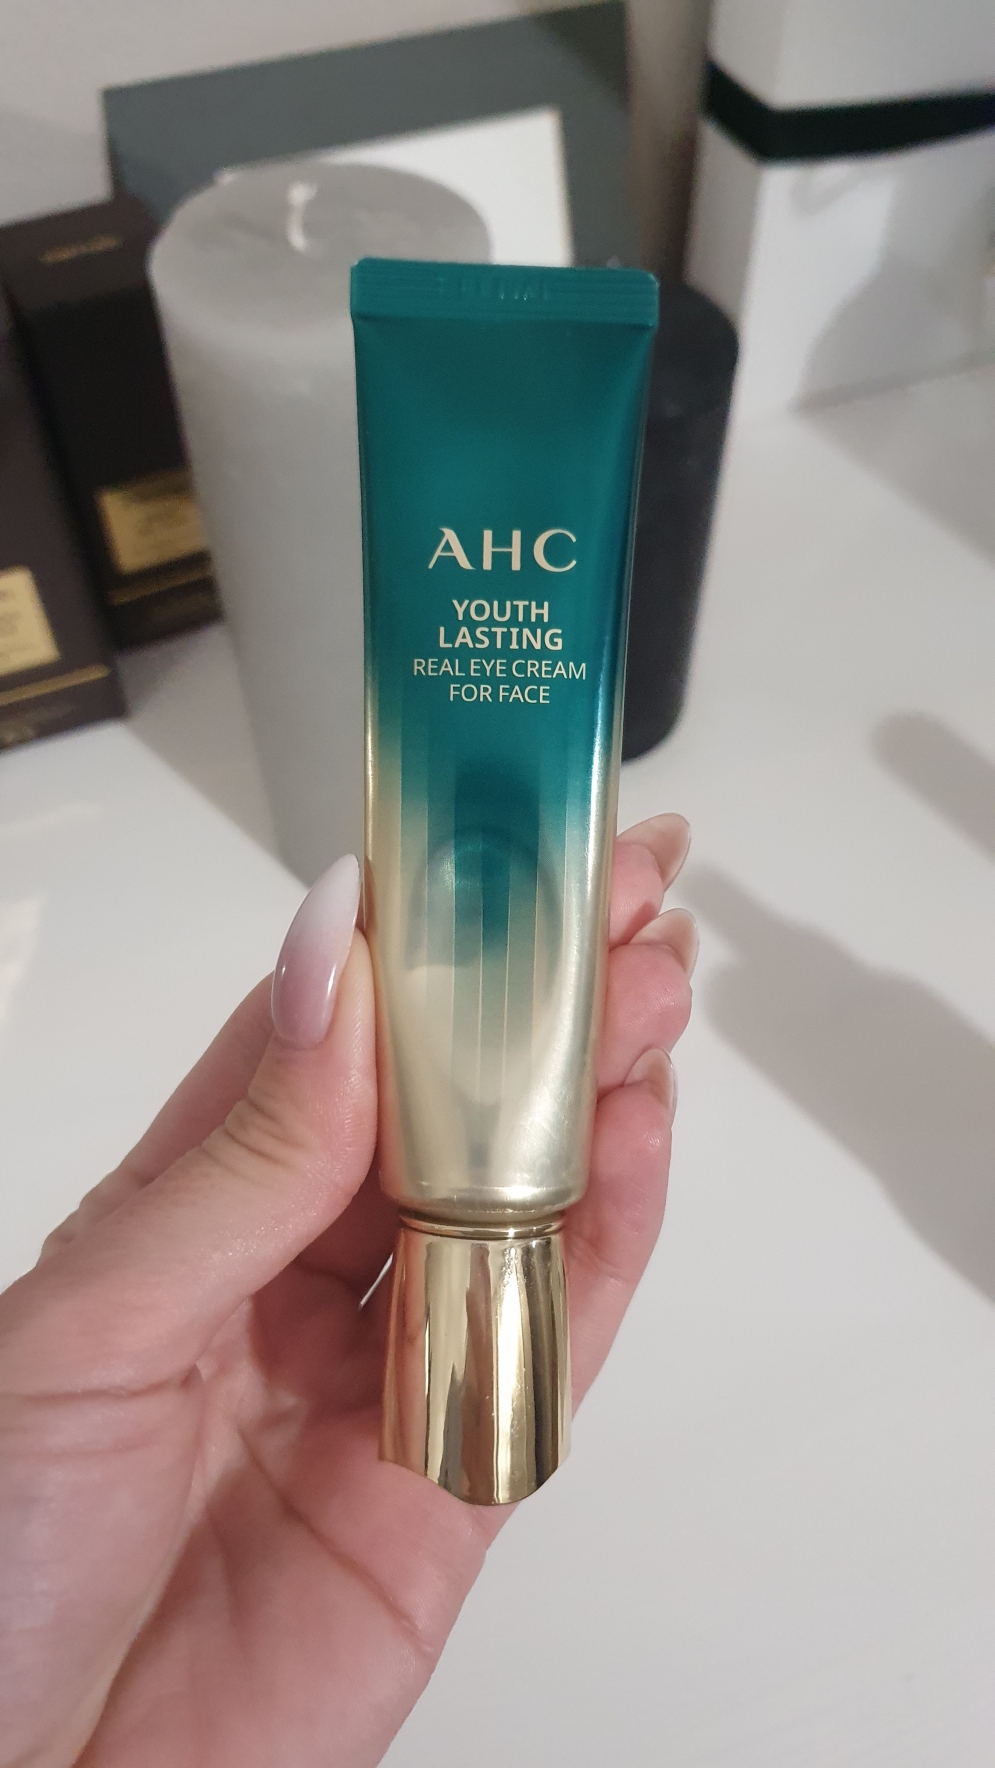 AHC
YOUTH
LASTING
REAL EYE CREAM
FOR FACE